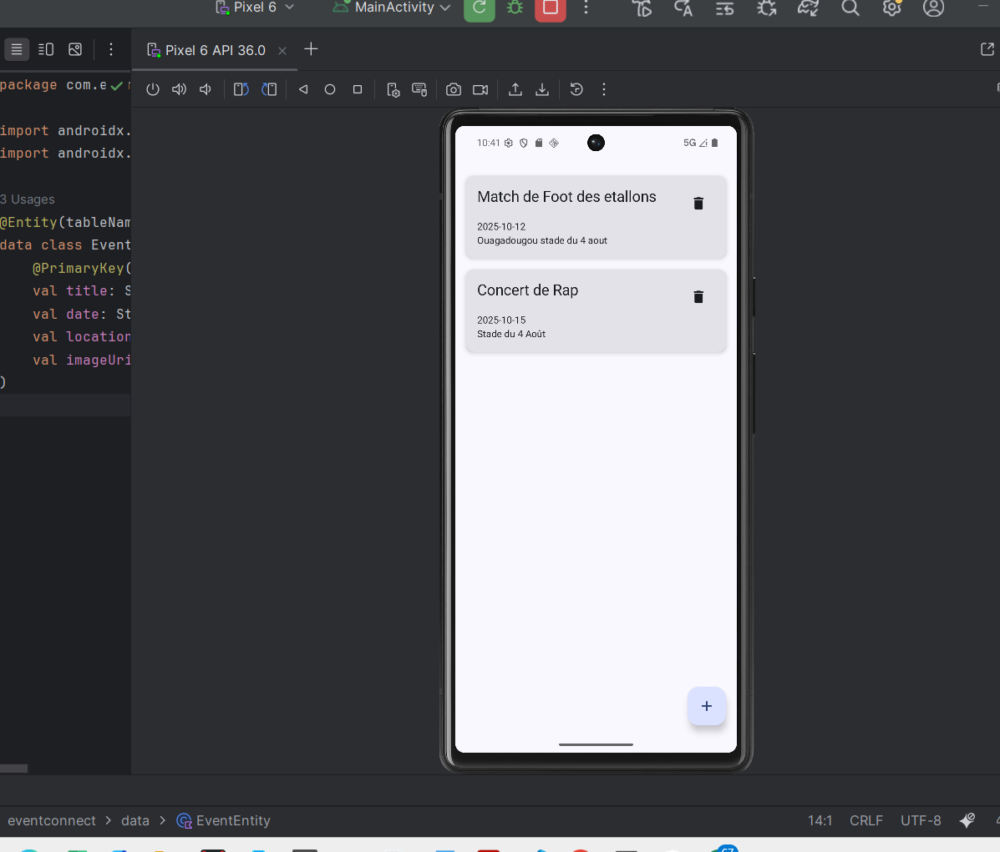 Pixel 6
MainActivity
Pixel 6 API 36.0
package com.e
import androidx.
import androidx.
3 Usages
@Entity(tableNam
data class Event
@PrimaryKey(
val title: S
val date: St
val location
val imageUri
)
10:41
5G
Match de Foot des etallons
2025-10-12
Ouagadougou stade du 4 aout
Concert de Rap
2025-10-15
Stade du 4 Août
+
eventconnect > data > EventEntity
14:1 CRLF UTF-8
67